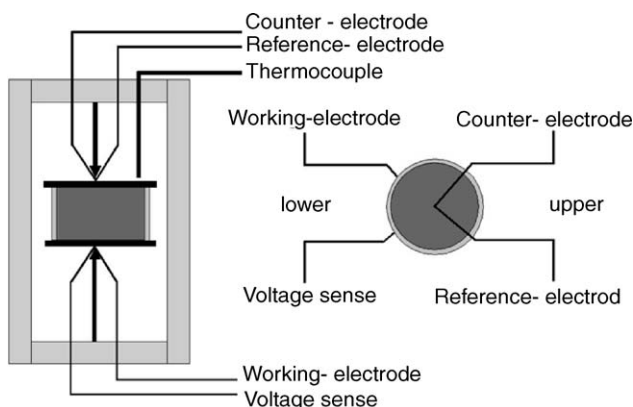 Counter - electrode
Reference- electrode
Thermocouple
Working-electrode
Counter- electrode
lower
upper
Voltage sense
Reference- electrod
Working- electrode
Voltage sense